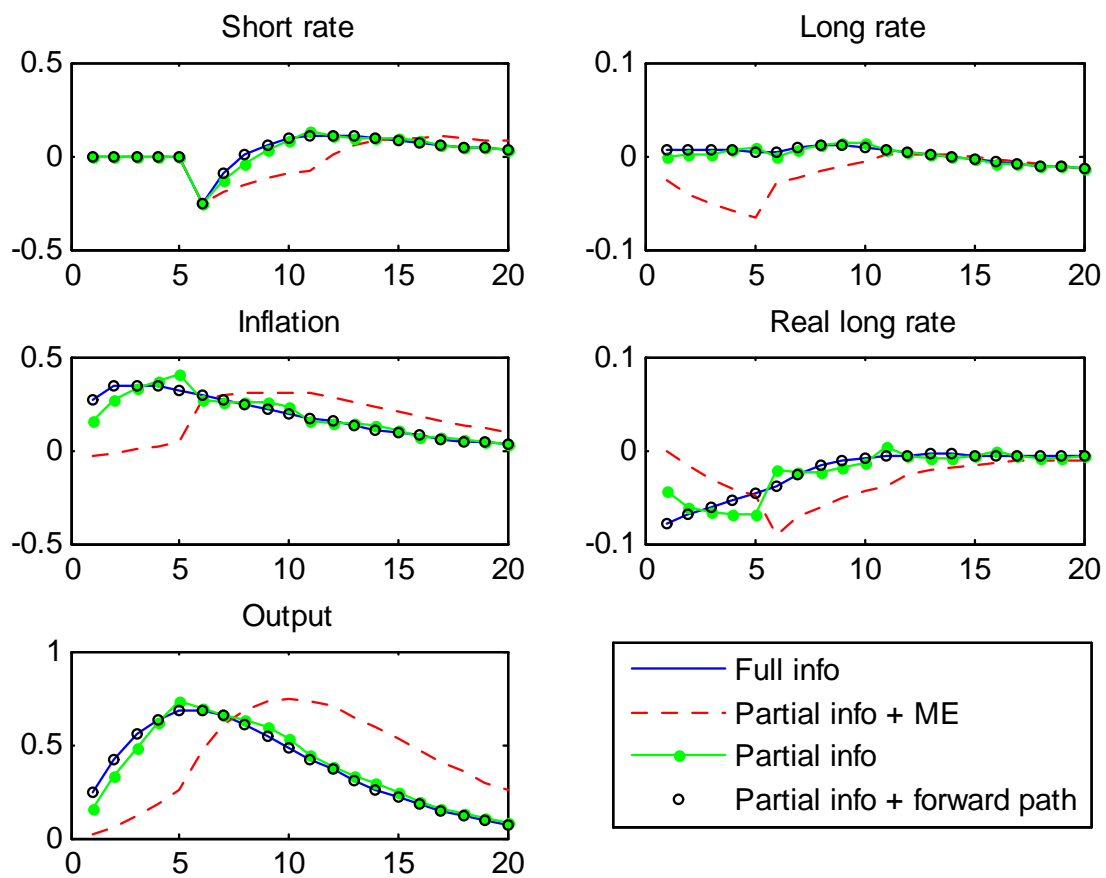 Short rate
Long rate
0.5
0
-0.5
0 5 10 15 20
0.1
0
-0.1
0 5 10 15 20
Inflation
Real long rate
0.5
0
-0.5
0 5 10 15 20
-0.1
0
-0.1
0 5 10 15 20
Output
1
0.5
0
0 5 10 15 20
Full info
Partial info + ME
Partial info
Partial info + forward path